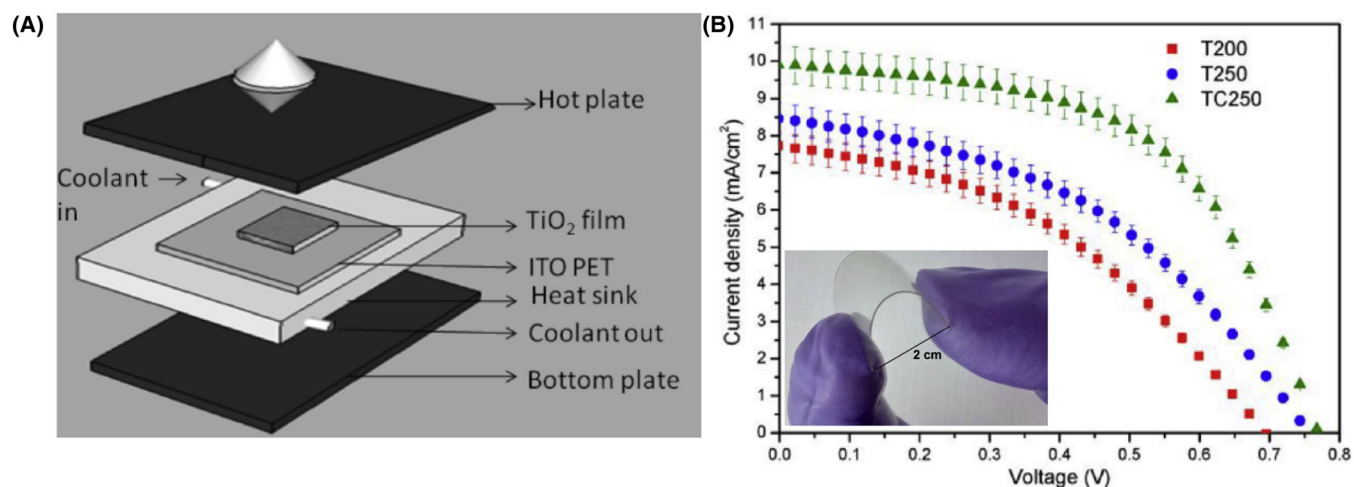 (A)
Hot plate
Coolant
in
TiO₂ film
ITO PET
Heat sink
Coolant out
Bottom plate
(B)
T200
T250
TC250
Current density (mA/cm²)
11
10
9
8
7
6
5
4
3
2
1
0
2 cm
0.0 0.1 0.2 0.3 0.4 0.5 0.6 0.7 0.8
Voltage (V)